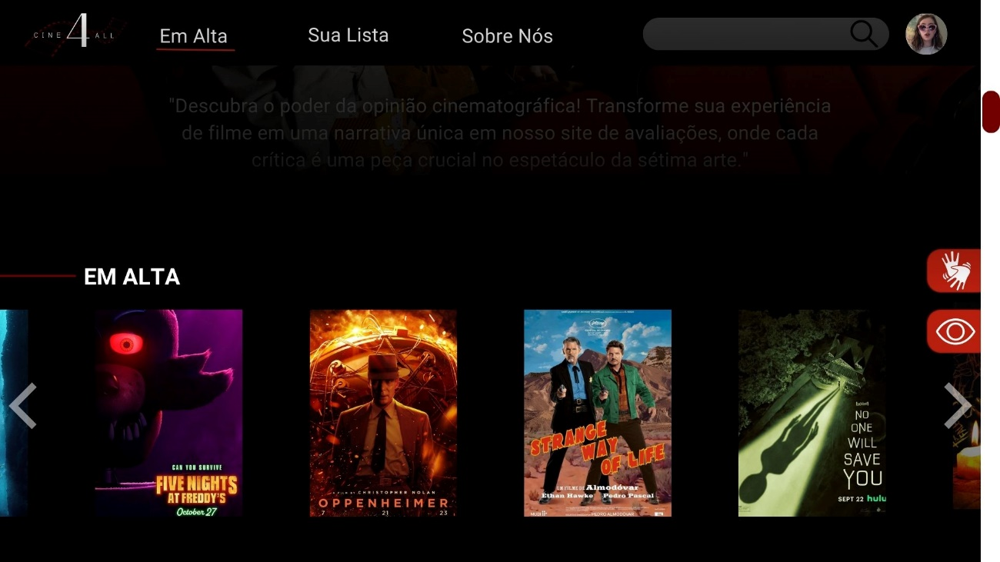 CINE 4 ALL
Em Alta
Sua Lista
Sobre Nós
"Descubra o poder da opinião cinematográfica! Transforme sua experiência
de filme em uma narrativa única em nosso site de avaliações, onde cada
crítica é uma peça crucial no espetáculo da sétima arte."
EM ALTA
CAN YOU SURVIVE
FIVE NIGHTS
AT FREDDY'S
October 27
A FILM BY CHRISTOPHER NOLAN
OPPENHEIMER
7 21 23
STRANGE
WAY
OF LIFE
UM FILME DE Almodóvar
Ethan Hawke Pedro Pascal
MUBI
PEDRO ALMODÓVAR
NO
ONE
WILL
SAVE
YOU
SEPT 22 hulu